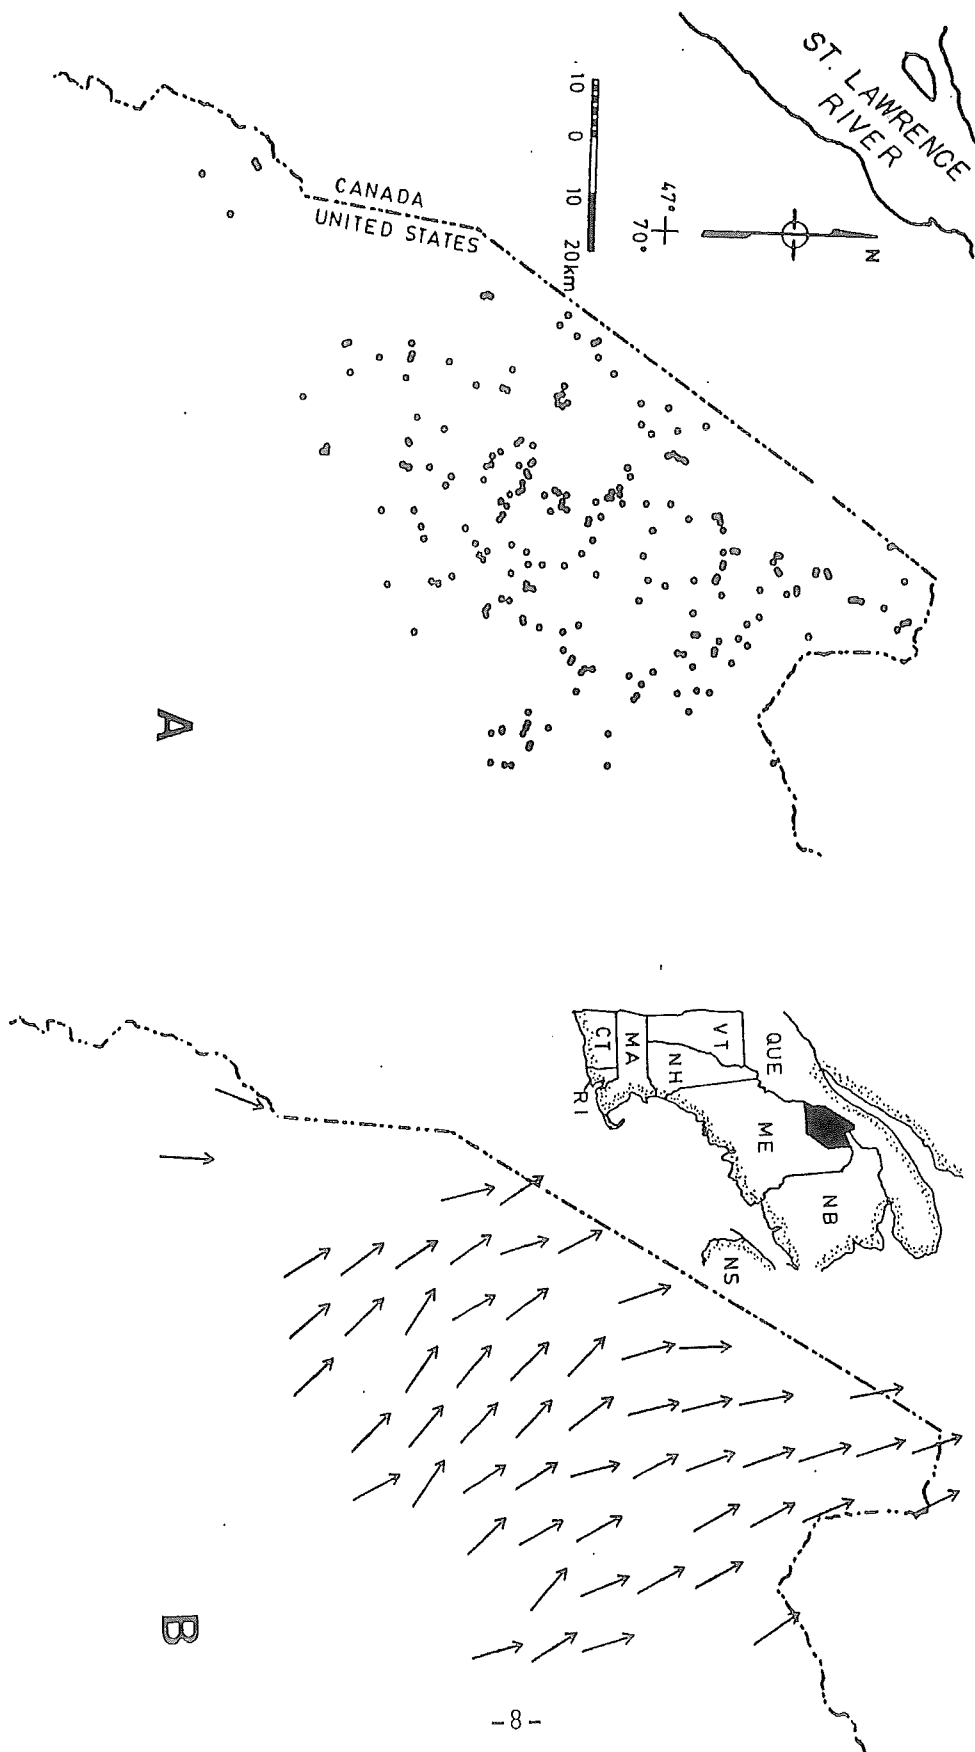 ST. LAWRENCE
RIVER
N
47°
70°
10 0 10 20km
CANADA
UNITED STATES
A
QUE
VT
NH
MA
CT
RI
ME
NB
NS
B
-8-